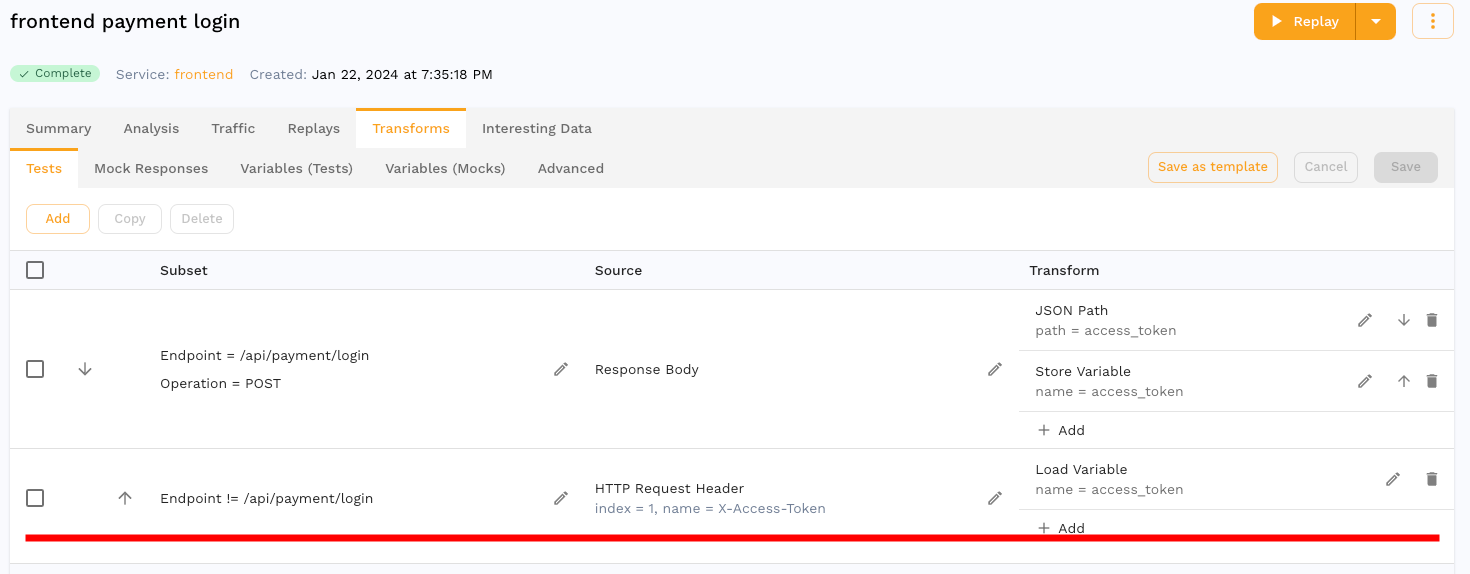 frontend payment login
Replay
Complete Service: frontend Created: Jan 22, 2024 at 7:35:18 PM
Summary Analysis Traffic Replays Transforms Interesting Data
Tests Mock Responses Variables (Tests) Variables (Mocks) Advanced Save as template Cancel Save
Add Copy Delete
Subset Source Transform
Endpoint = /api/payment/login
Operation = POST
Response Body
JSON Path
path = access_token
Store Variable
name = access_token
Add
Endpoint != /api/payment/login
HTTP Request Header
index = 1, name = X-Access-Token
Load Variable
name = access_token
Add